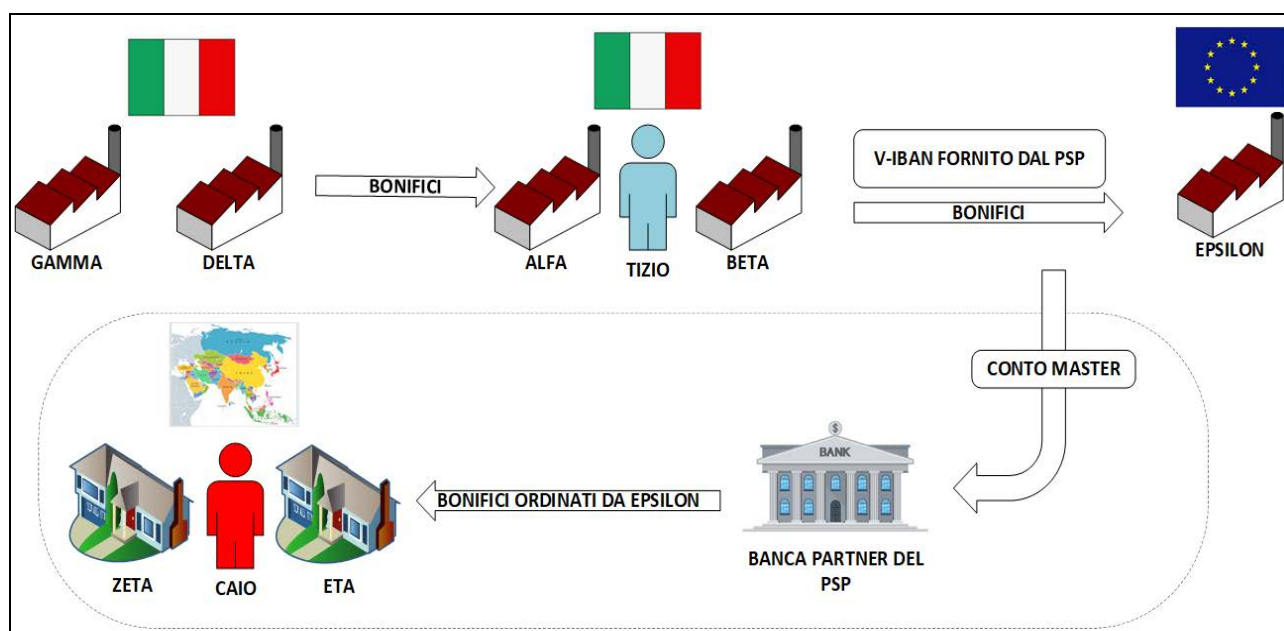 GAMMA
DELTA
BONIFICI
ALFA
TIZIO
BETA
V-IBAN FORNITO DAL PSP
BONIFICI
EPSILON
CONTO MASTER
BANK
BONIFICI ORDINATI DA EPSILON
ZETA
CAIO
ETA
BANCA PARTNER DEL
PSP